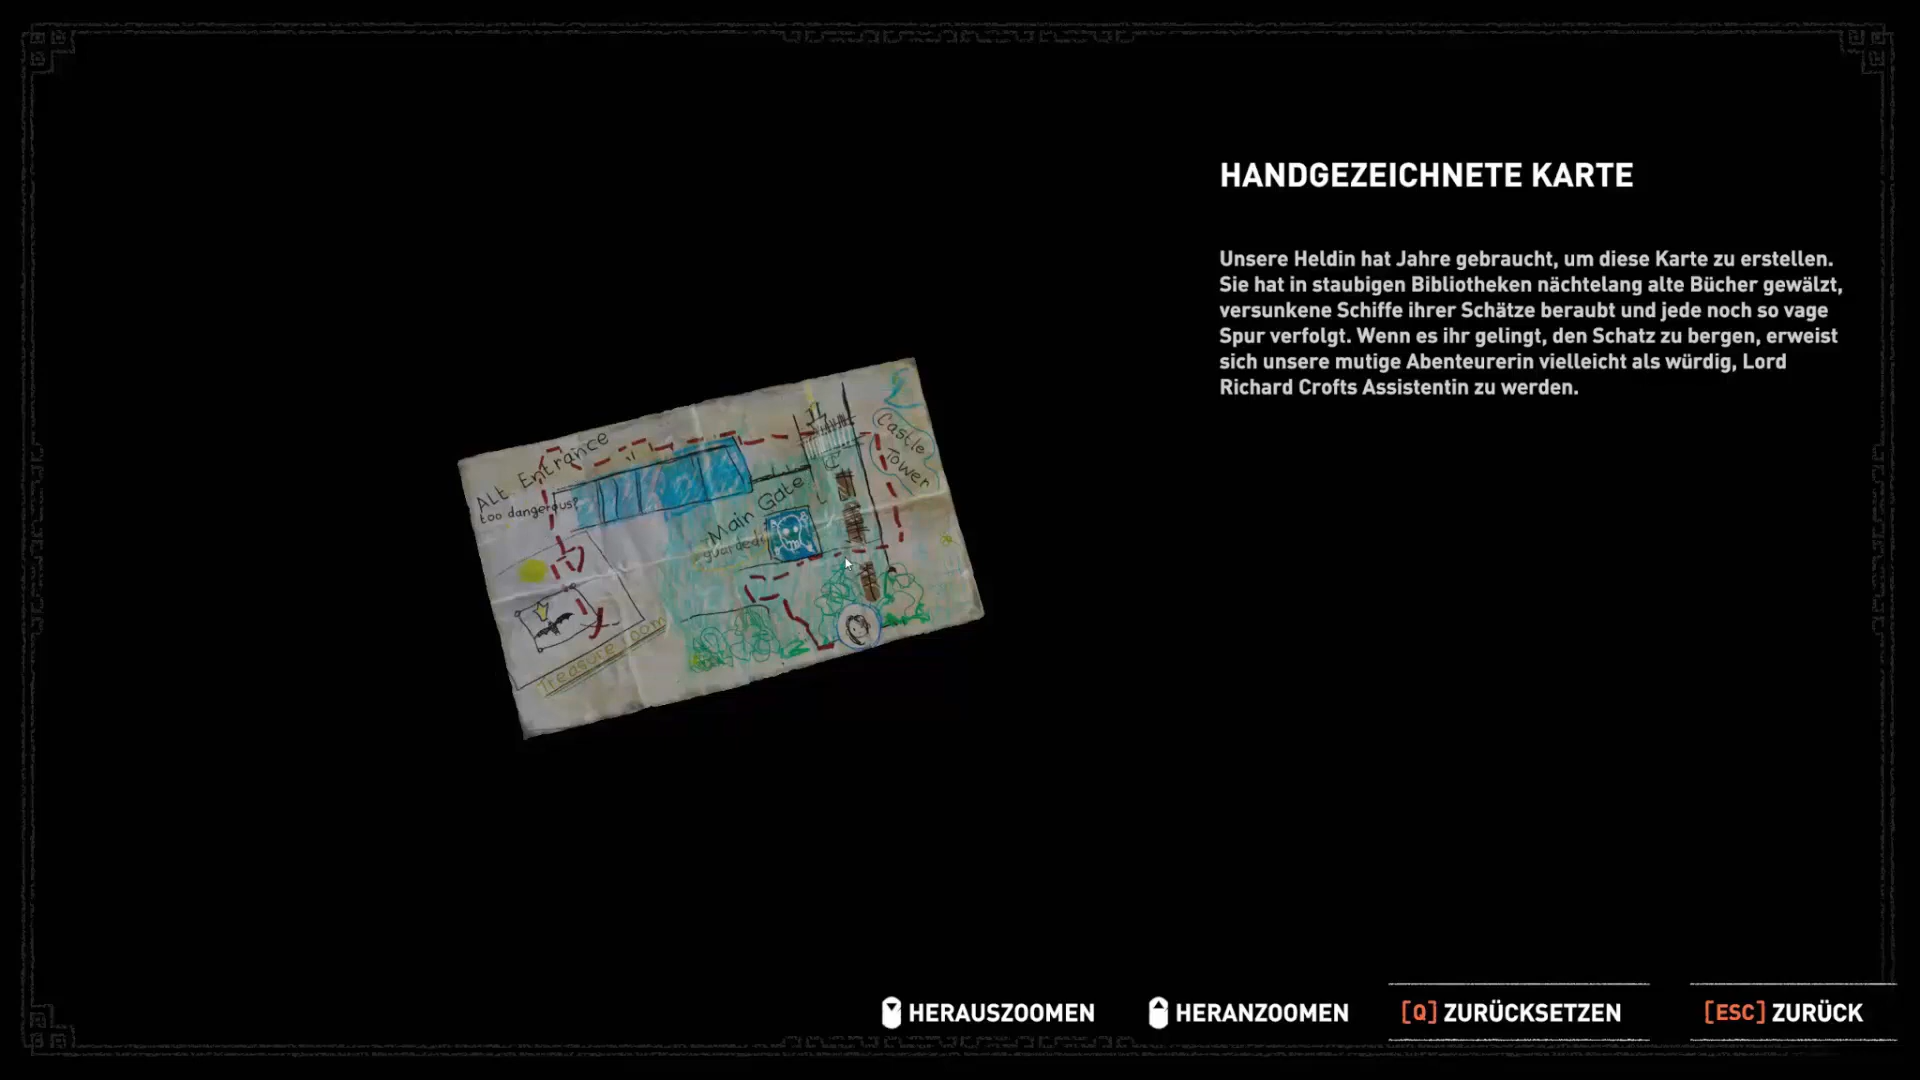 HANDGEZEICHNETE KARTE
Unsere Heldin hat Jahre gebraucht, um diese Karte zu erstellen.
Sie hat in staubigen Bibliotheken nächtelang alte Bücher gewälzt,
versunkene Schiffe ihrer Schätze beraubt und jede noch so vage
Spur verfolgt. Wenn es ihr gelingt, den Schatz zu bergen, erweist
sich unsere mutige Abenteurerin vielleicht als würdig, Lord
Richard Crofts Assistentin zu werden.
Alt. Entrance
too dangerous?
Castle
Tower
Main Gate
guarded
Treasure room
HERAUSZOOMEN
HERANZOOMEN
[Q] ZURÜCKSETZEN
[ESC] ZURÜCK